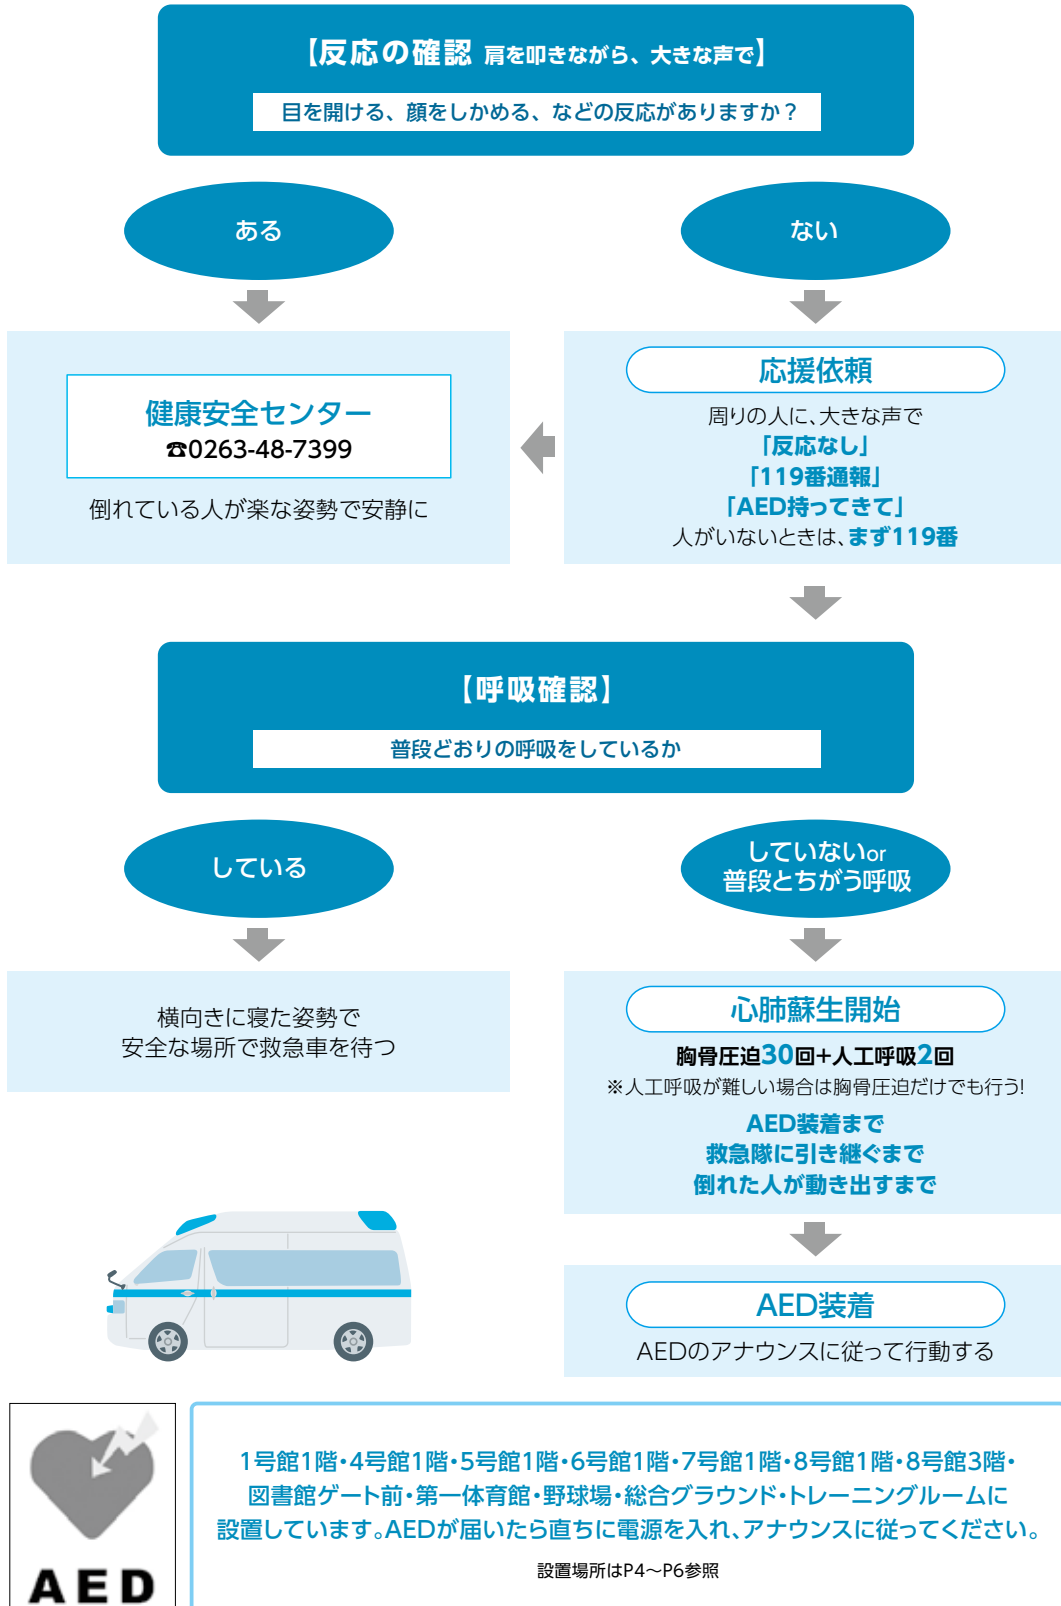 【反応の確認 肩を叩きながら、大きな声で】
目を開ける、顔をしかめる、などの反応がありますか？
ある
ない
健康安全センター
☎0263-48-7399
倒れている人が楽な姿勢で安静に
応援依頼
周りの人に、大きな声で
「反応なし」
「119番通報」
「AED持ってきて」
人がいないときは、まず119番
【呼吸確認】
普段どおりの呼吸をしているか
している
していないor
普段とちがう呼吸
横向きに寝た姿勢で
安全な場所で救急車を待つ
心肺蘇生開始
胸骨圧迫30回+人工呼吸2回
※人工呼吸が難しい場合は胸骨圧迫だけでも行う!
AED装着まで
救急隊に引き継ぐまで
倒れた人が動き出すまで
AED装着
AEDのアナウンスに従って行動する
AED
1号館1階・4号館1階・5号館1階・6号館1階・7号館1階・8号館1階・8号館3階・
図書館ゲート前・第一体育館・野球場・総合グラウンド・トレーニングルームに
設置しています。AEDが届いたら直ちに電源を入れ、アナウンスに従ってください。
設置場所はP4〜P6参照